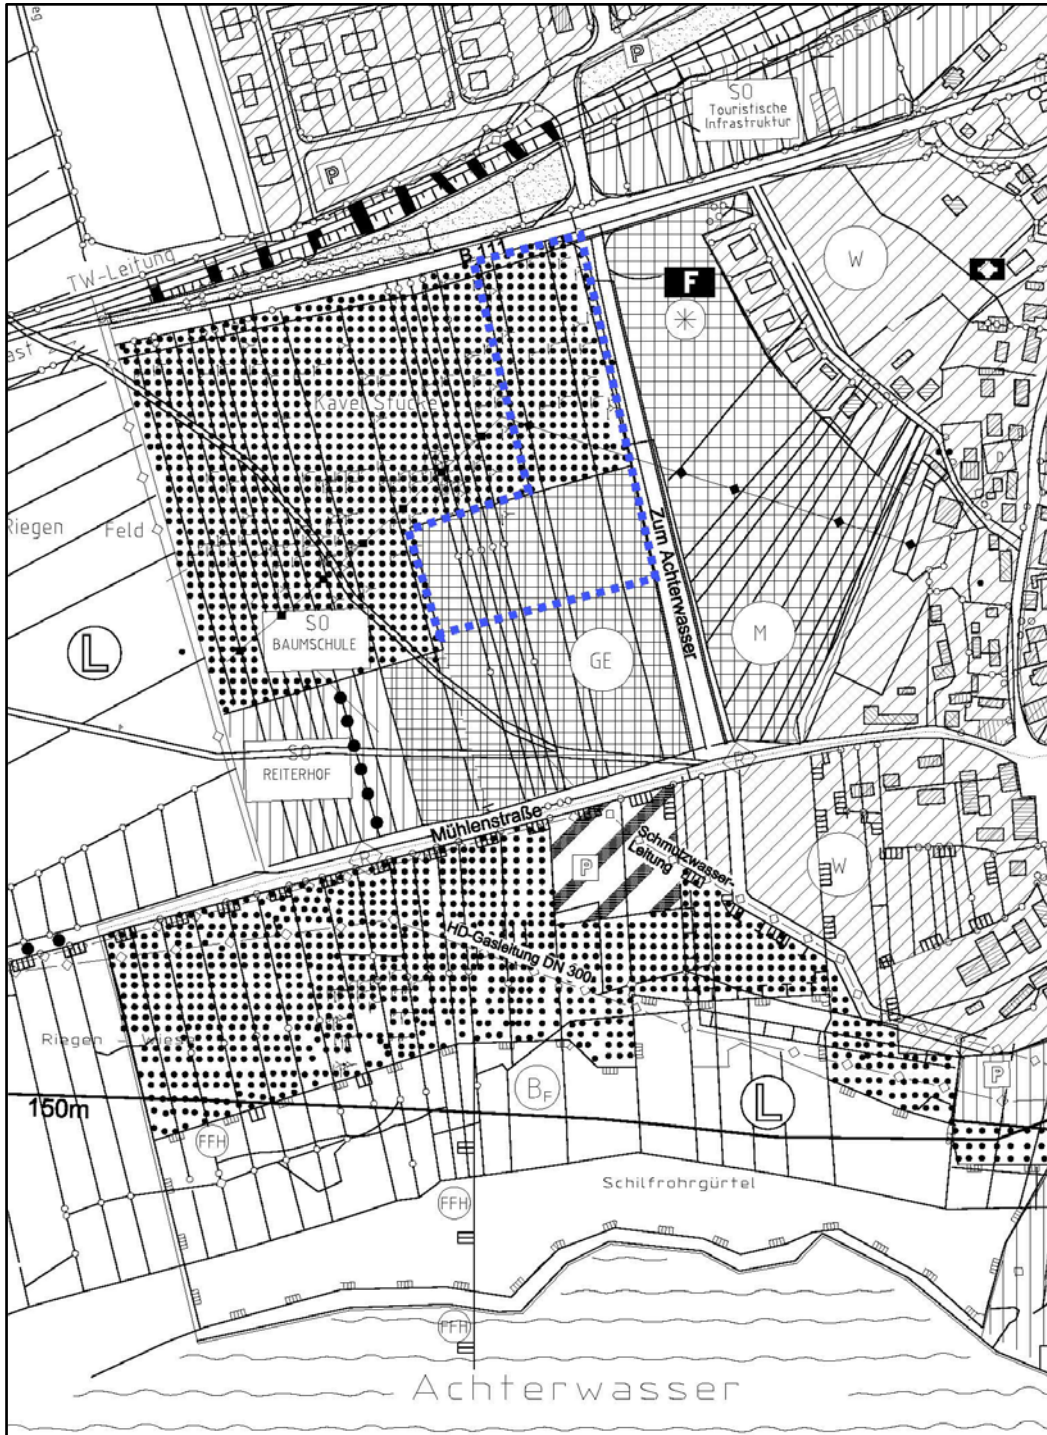 P
SO
Touristische
Infrastruktur
P
TW-Leitung
B 111
W
F
Kavel Stücke
Riegen Feld
Zum Achterwasser
SO
BAUMSCHULE
L
GE
M
SO
REITERHOF
Mühlenstraße
P
Schmutzwasser-
Leitung
W
HD-Gasleitung DN 300
Riegen - wiese
P
B F
L
150m
FFH
Schilfrohrgürtel
FFH
FFH
Achterwasser